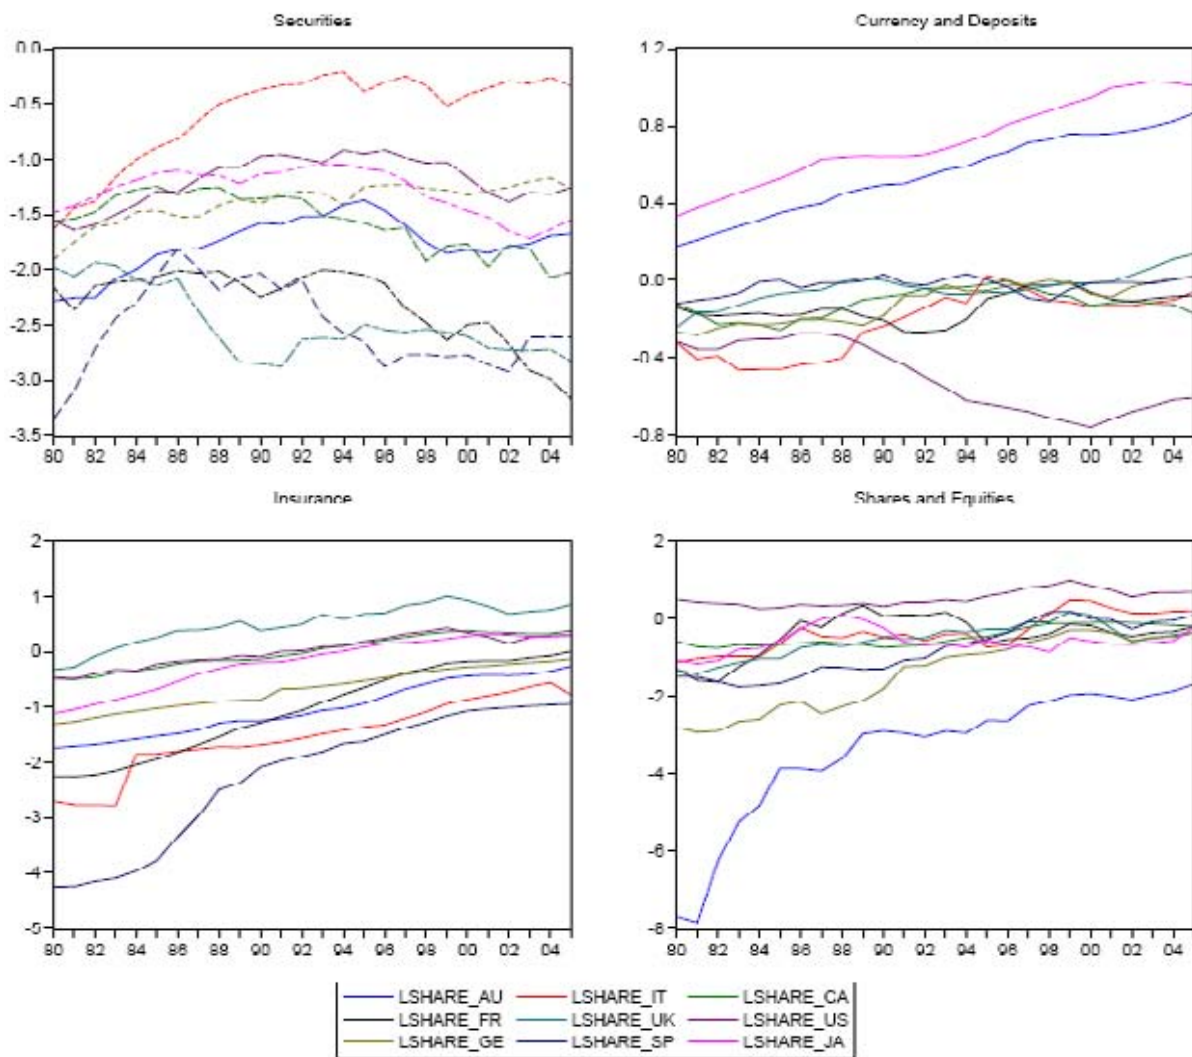 Securities
Currency and Deposits
0.0
-0.5
-1.0
-1.5
-2.0
-2.5
-3.0
-3.5
80 82 84 86 88 90 92 94 96 98 00 02 04
1.2
0.8
0.4
0.0
-0.4
-0.8
80 82 84 86 88 90 92 94 96 98 00 02 04
Insurance
Shares and Equities
2
1
0
-1
-2
-3
-4
-5
80 82 84 86 88 90 92 94 96 98 00 02 04
2
0
-2
-4
-6
-8
80 82 84 86 88 90 92 94 96 98 00 02 04
LSHARE_AU LSHARE_IT LSHARE_CA
LSHARE_FR LSHARE_UK LSHARE_US
LSHARE_GE LSHARE_SP LSHARE_JA